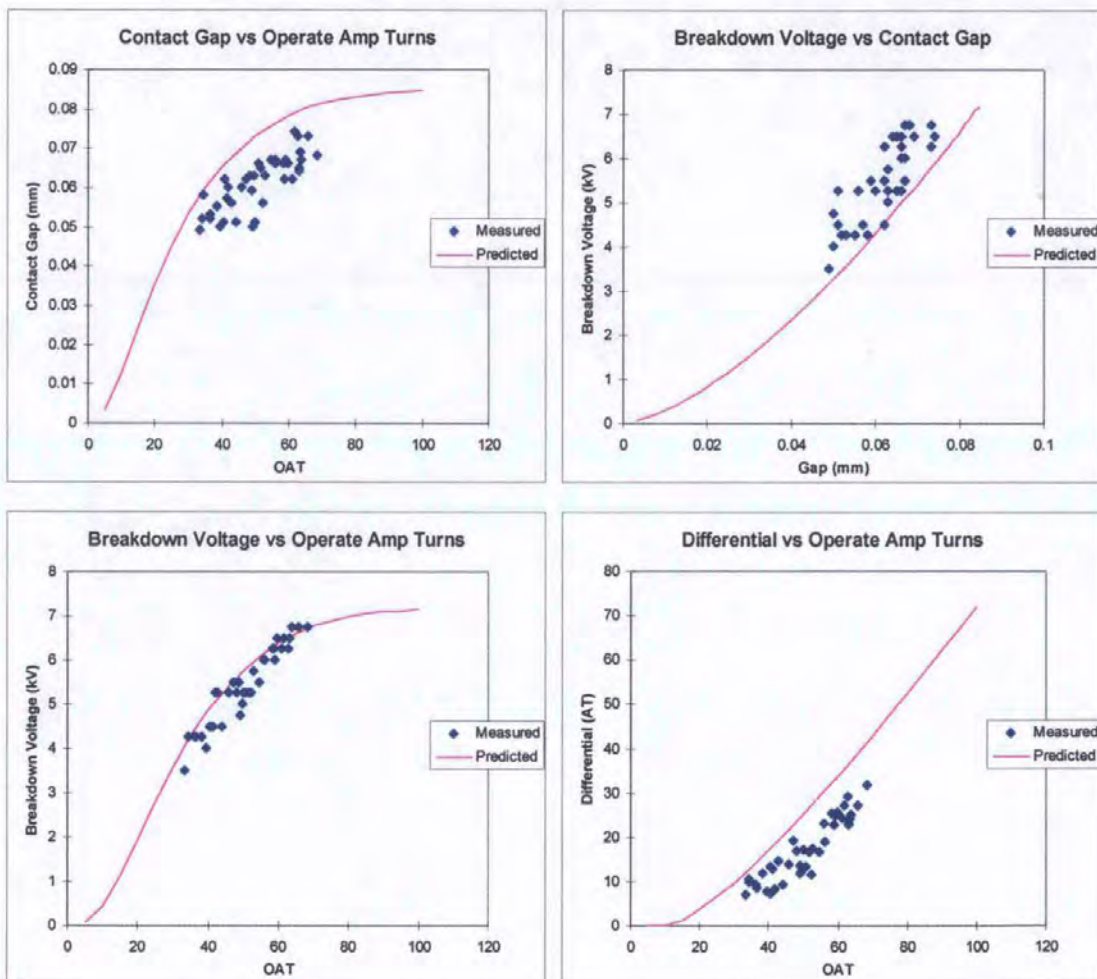 Contact Gap vs Operate Amp Turns
0.09
0.08
0.07
0.06
0.05
0.04
0.03
0.02
0.01
0
0 20 40 60 80 100 120
Contact Gap (mm)
OAT
Measured
Predicted
Breakdown Voltage vs Contact Gap
8
7
6
5
4
3
2
1
0
0 0.02 0.04 0.06 0.08 0.1
Breakdown Voltage (kV)
Gap (mm)
Measured
Predicted
Breakdown Voltage vs Operate Amp Turns
8
7
6
5
4
3
2
1
0
0 20 40 60 80 100 120
Breakdown Voltage (kV)
OAT
Measured
Predicted
Differential vs Operate Amp Turns
80
70
60
50
40
30
20
10
0
0 20 40 60 80 100 120
Differential (AT)
OAT
Measured
Predicted